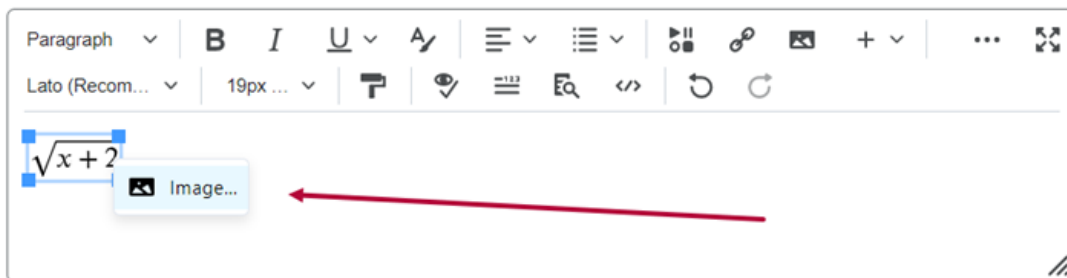 Paragraph B I U A
Lato (Recom... 19px ... </>
√x + 2
Image...